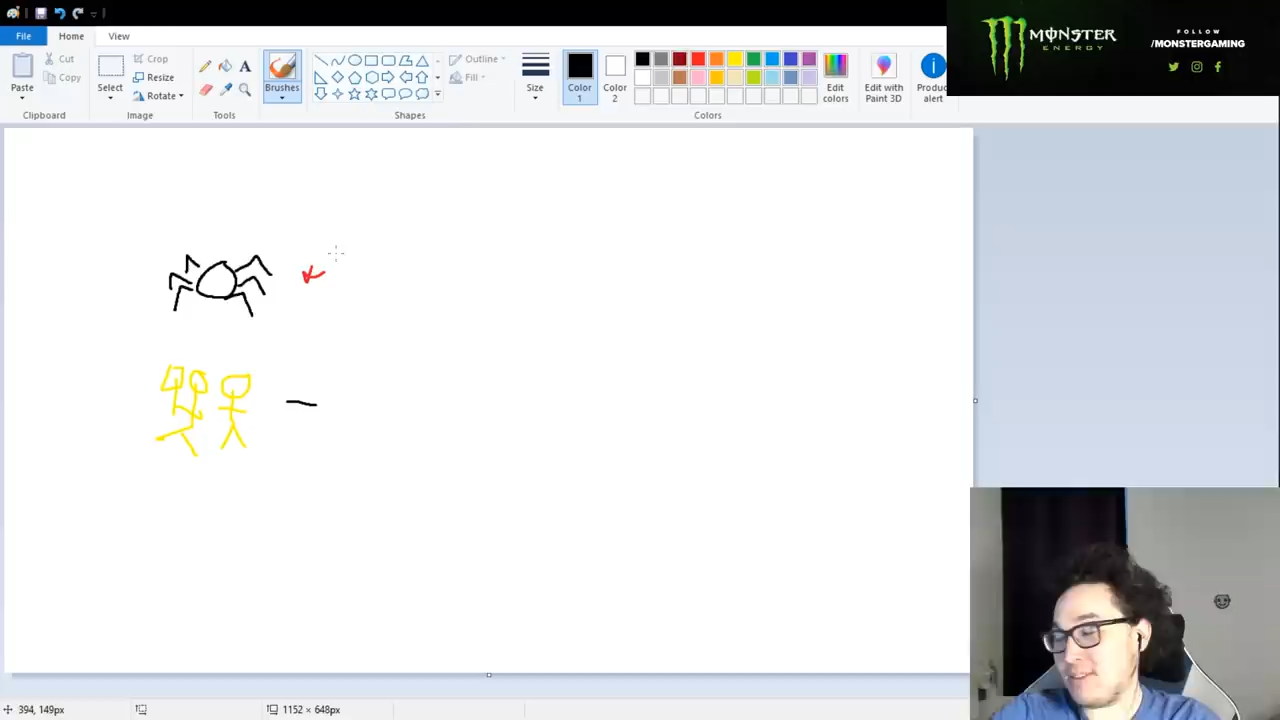 File Home View
MONSTER ENERGY
FOLLOW
/MONSTERGAMING
Paste
Cut
Copy
Clipboard
Select
Crop
Resize
Rotate
Image
A
Tools
Brushes
Outline
Fill
Shapes
Size
Color 1
Color 2
Edit colors
Colors
Edit with Paint 3D
alert
394, 149px
1152 × 648px